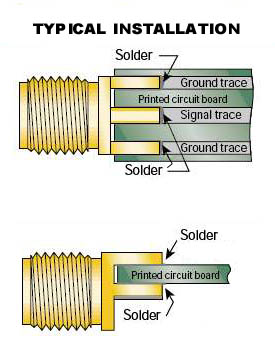 TYPICAL INSTALLATION
Solder
Ground trace
Printed circuit board
Signal trace
Ground trace
Solder
Solder
Printed circuit board
Solder